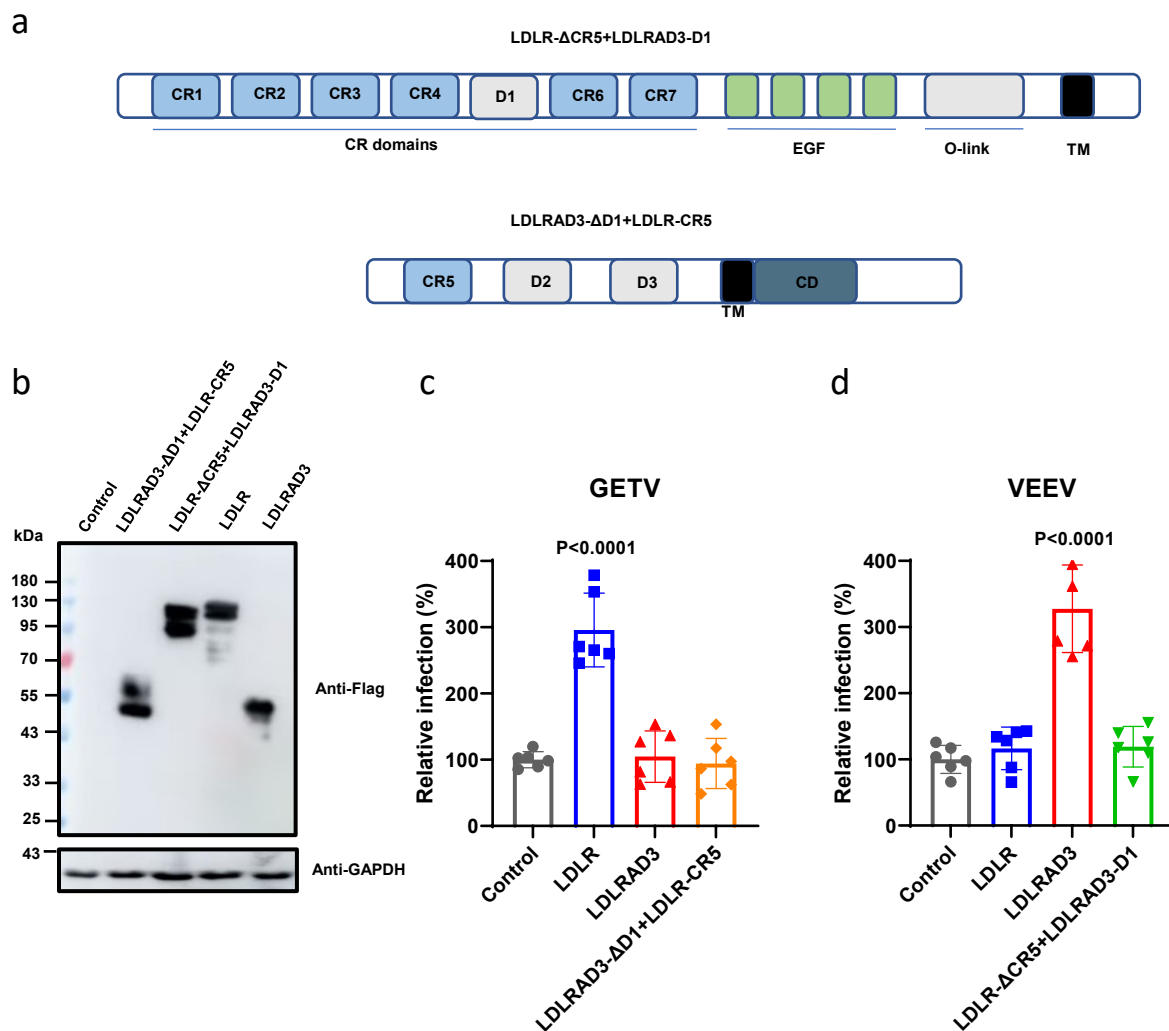 a
LDLR-ΔCR5+LDLRAD3-D1
CR1 CR2 CR3 CR4 D1 CR6 CR7
CR domains EGF O-link TM
LDLRAD3-ΔD1+LDLR-CR5
CR5 D2 D3 CD
TM
b
Control
LDLRAD3-ΔD1+LDLR-CR5
LDLR-ΔCR5+LDLRAD3-D1
LDLR
LDLRAD3
kDa
180
130
95
70
55
43
33
25
43
Anti-Flag
Anti-GAPDH
c
GETV
P<0.0001
Relative infection (%)
400
300
200
100
0
Control
LDLR
LDLRAD3
LDLRAD3-ΔD1+LDLR-CR5
d
VEEV
P<0.0001
Relative infection (%)
400
300
200
100
0
Control
LDLR
LDLRAD3
LDLR-ΔCR5+LDLRAD3-D1